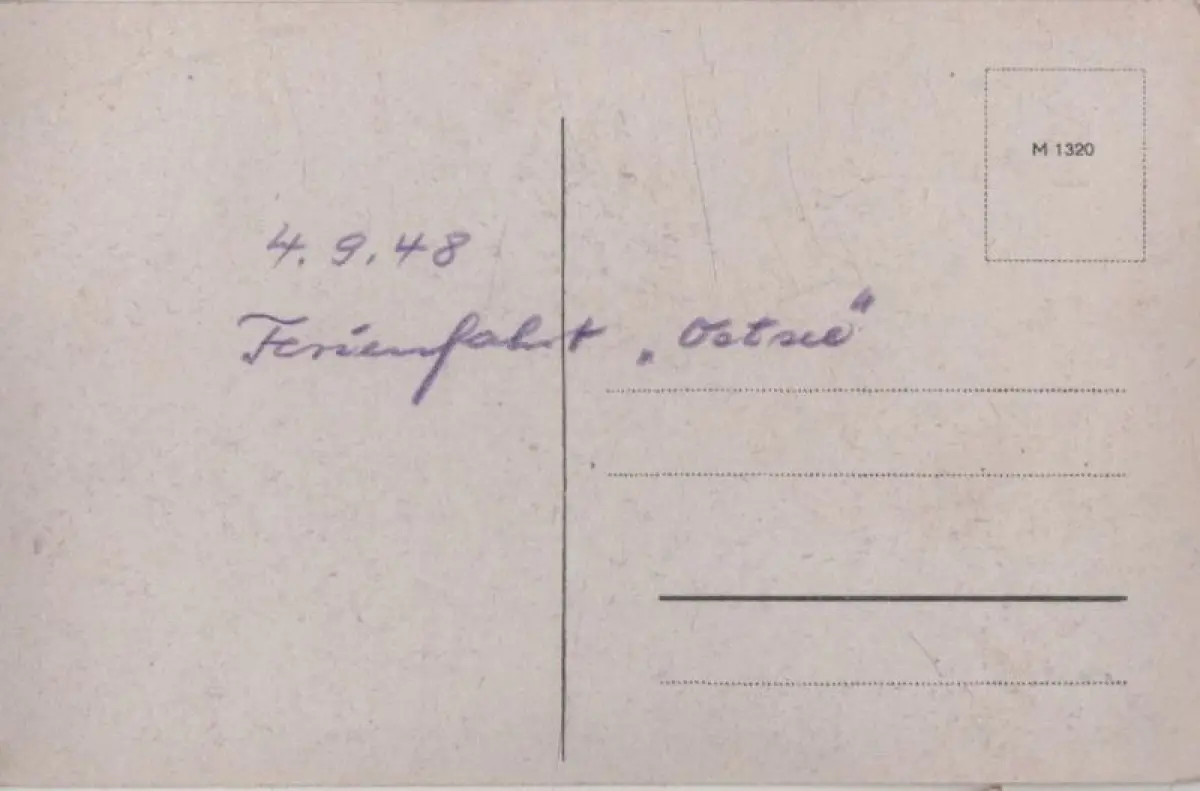 M 1320
4. 9. 48
Ferienfahrt „Ostsee“